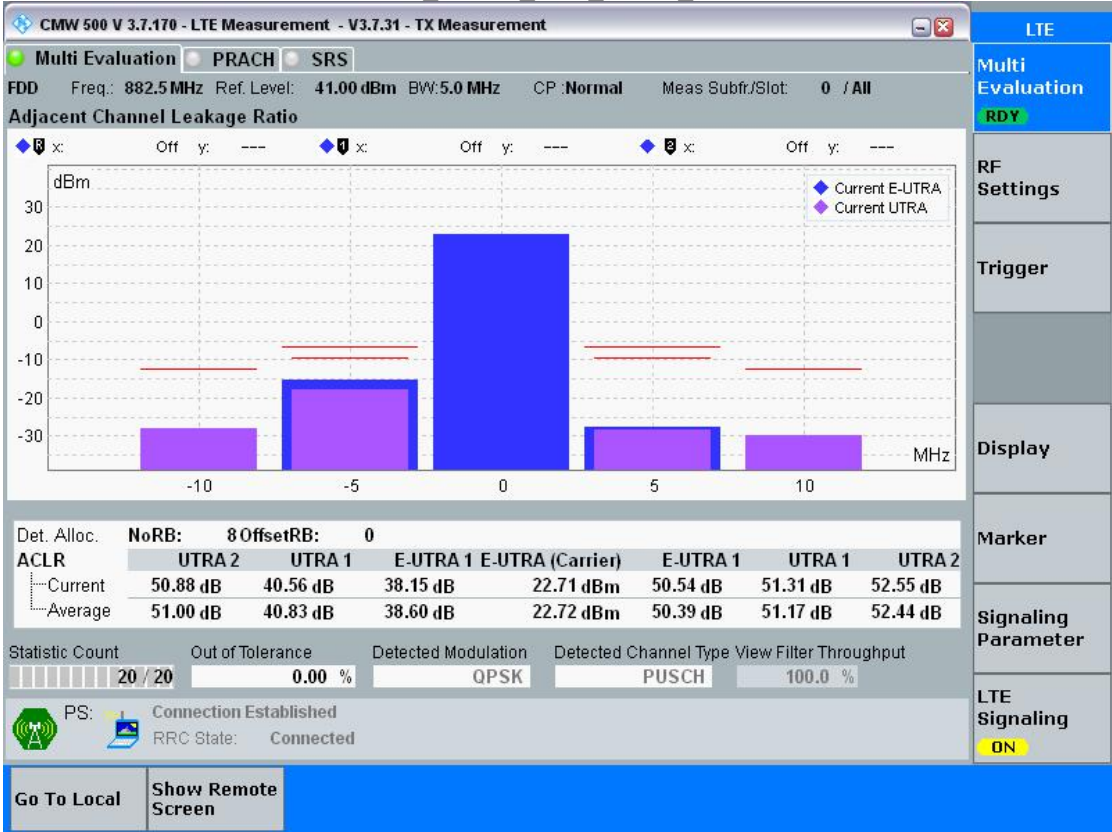 CMW 500 V 3.7.170 - LTE Measurement - V3.7.31 - TX Measurement
LTE
Multi Evaluation PRACH SRS
Multi Evaluation
RDY
FDD Freq.: 882.5 MHz Ref. Level: 41.00 dBm BW: 5.0 MHz CP : Normal Meas Subfr./Slot: 0 / All
Adjacent Channel Leakage Ratio
R x: Off y: --- 1 x: Off y: --- 2 x: Off y: ---
dBm
Current E-UTRA
Current UTRA
30
20
10
0
-10
-20
-30
MHz
-10 -5 0 5 10
RF
Settings
Trigger
Display
Marker
Signaling
Parameter
LTE
Signaling
ON
Det. Alloc. NoRB: 8 OffsetRB: 0
ACLR UTRA 2 UTRA 1 E-UTRA 1 E-UTRA (Carrier) E-UTRA 1 UTRA 1 UTRA 2
Current 50.88 dB 40.56 dB 38.15 dB 22.71 dBm 50.54 dB 51.31 dB 52.55 dB
Average 51.00 dB 40.83 dB 38.60 dB 22.72 dBm 50.39 dB 51.17 dB 52.44 dB
Statistic Count Out of Tolerance Detected Modulation Detected Channel Type View Filter Throughput
20 / 20 0.00 % QPSK PUSCH 100.0 %
PS: Connection Established
RRC State: Connected
Go To Local
Show Remote
Screen